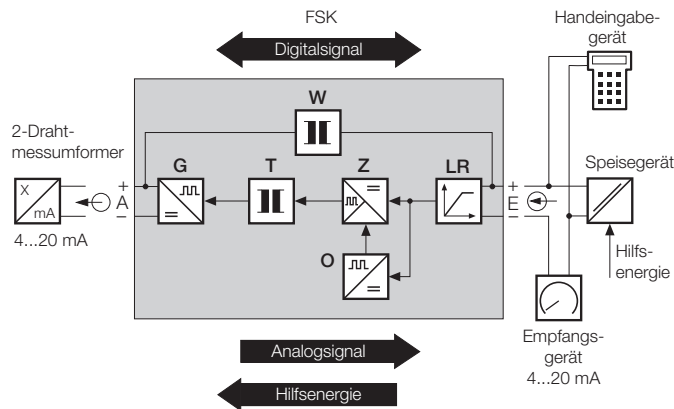 FSK
Digitalsignal
Handeingabe-
gerät
2-Draht-
messumformer
W
G
T
Z
LR
O
X
mA
4...20 mA
+
A
–
+
E
–
Speisegerät
Hilfs-
energie
Empfangs-
gerät
4...20 mA
Analogsignal
Hilfsenergie